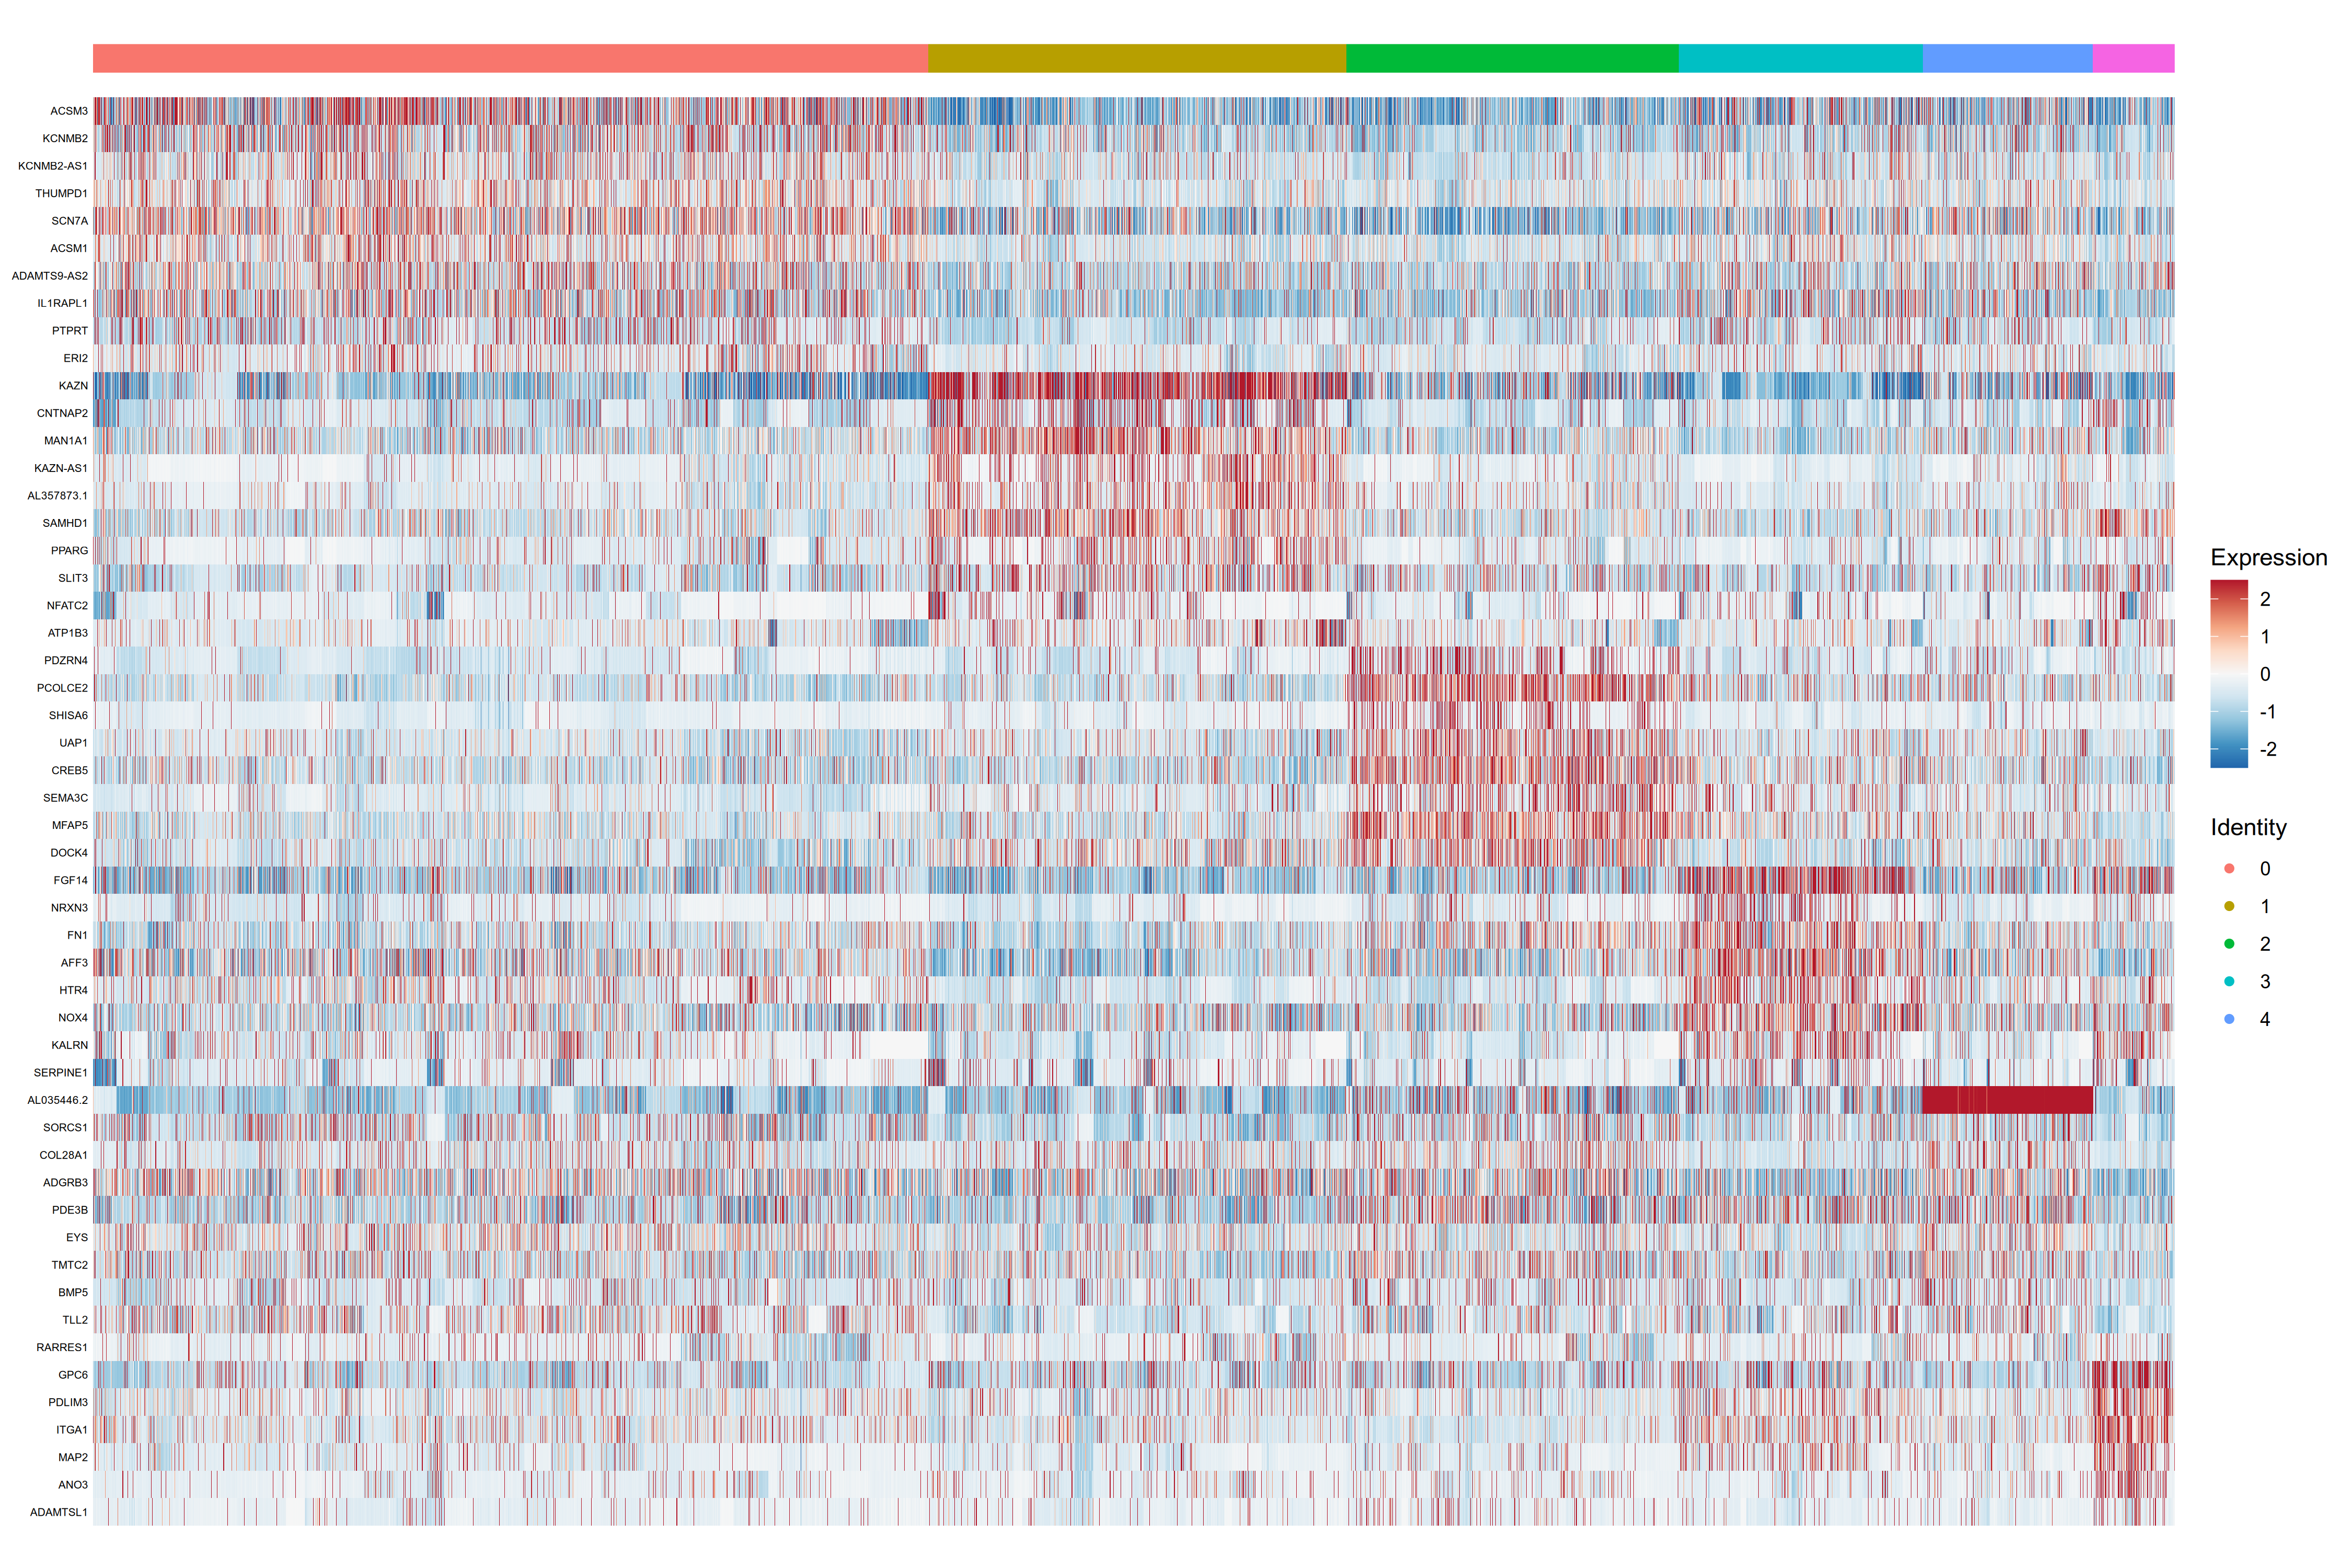 ACSM3
KCNMB2
KCNMB2-AS1
THUMPD1
SCN7A
ACSM1
ADAMTS9-AS2
IL1RAPL1
PTPRT
ERI2
KAZN
CNTNAP2
MAN1A1
KAZN-AS1
AL357873.1
SAMHD1
PPARG
SLIT3
NFATC2
ATP1B3
PDZRN4
PCOLCE2
SHISA6
UAP1
CREB5
SEMA3C
MFAP5
DOCK4
FGF14
NRXN3
FN1
AFF3
HTR4
NOX4
KALRN
SERPINE1
AL035446.2
SORCS1
COL28A1
ADGRB3
PDE3B
EYS
TMTC2
BMP5
TLL2
RARRES1
GPC6
PDLIM3
ITGA1
MAP2
ANO3
ADAMTSL1
Expression
2
1
0
-1
-2
Identity
0
1
2
3
4